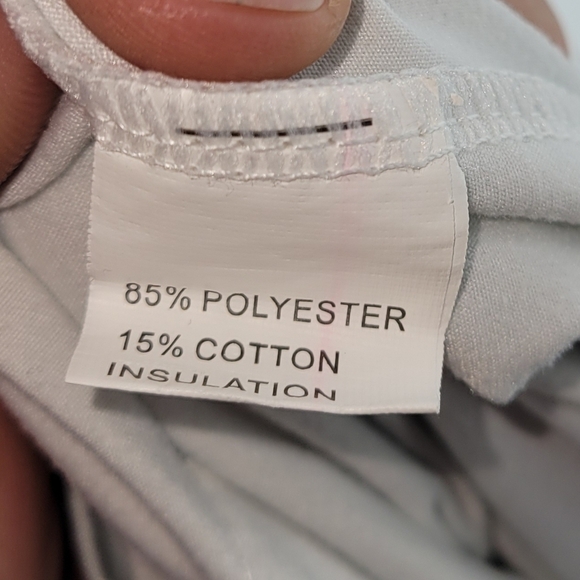 85% POLYESTER
15% COTTON
INSULATION